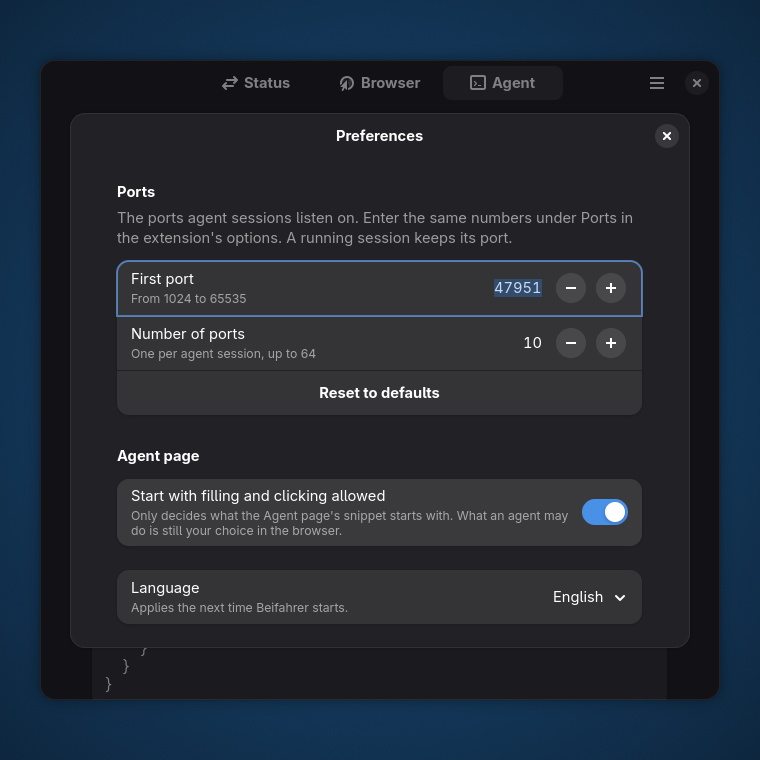 Status
Browser
Agent
Preferences
Ports
The ports agent sessions listen on. Enter the same numbers under Ports in
the extension's options. A running session keeps its port.
First port
From 1024 to 65535
47951
Number of ports
One per agent session, up to 64
10
Reset to defaults
Agent page
Start with filling and clicking allowed
Only decides what the Agent page's snippet starts with. What an agent may
do is still your choice in the browser.
Language
Applies the next time Beifahrer starts.
English
}
}
}